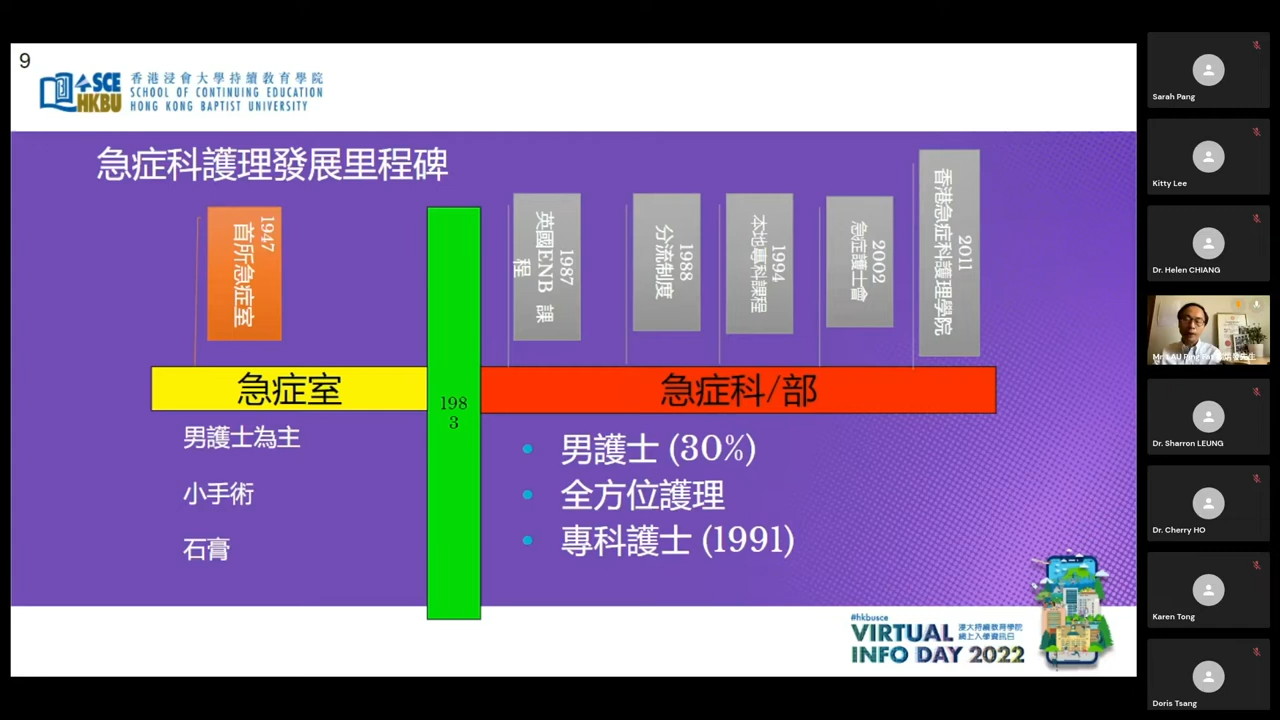 9
SCE
HKBU
香港浸會大學持續教育學院
SCHOOL OF CONTINUING EDUCATION
HONG KONG BAPTIST UNIVERSITY
急症科護理發展里程碑
1947
首所急症室
1987
英國ENB 課
程
1988
分流制度
1994
本地專科課程
2002
急症護士會
2011
香港急症科護理學院
急症室
198
3
急症科/部
男護士為主
小手術
石膏
男護士 (30%)
全方位護理
專科護士 (1991)
#hkbusce
VIRTUAL
浸大持續教育學院
網上入學資訊日
INFO DAY 2022
Sarah Pang
Kitty Lee
Dr. Helen CHIANG
Dr. Sharron LEUNG
Dr. Cherry HO
Karen Tong
Doris Tsang